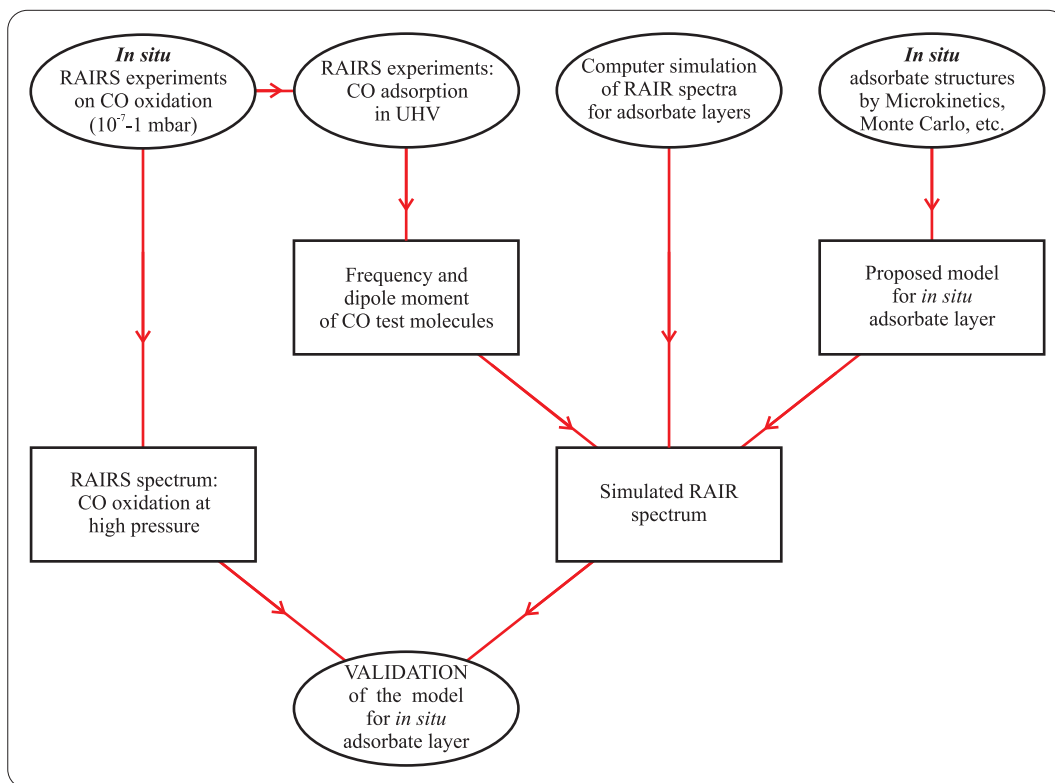 In situ
RAIRS experiments
on CO oxidation
(10⁻⁷-1 mbar)
RAIRS experiments:
CO adsorption
in UHV
Computer simulation
of RAIR spectra
for adsorbate layers
In situ
adsorbate structures
by Microkinetics,
Monte Carlo, etc.
Frequency and
dipole moment
of CO test molecules
Proposed model
for in situ
adsorbate layer
RAIRS spectrum:
CO oxidation at
high pressure
Simulated RAIR
spectrum
VALIDATION
of the model
for in situ
adsorbate layer